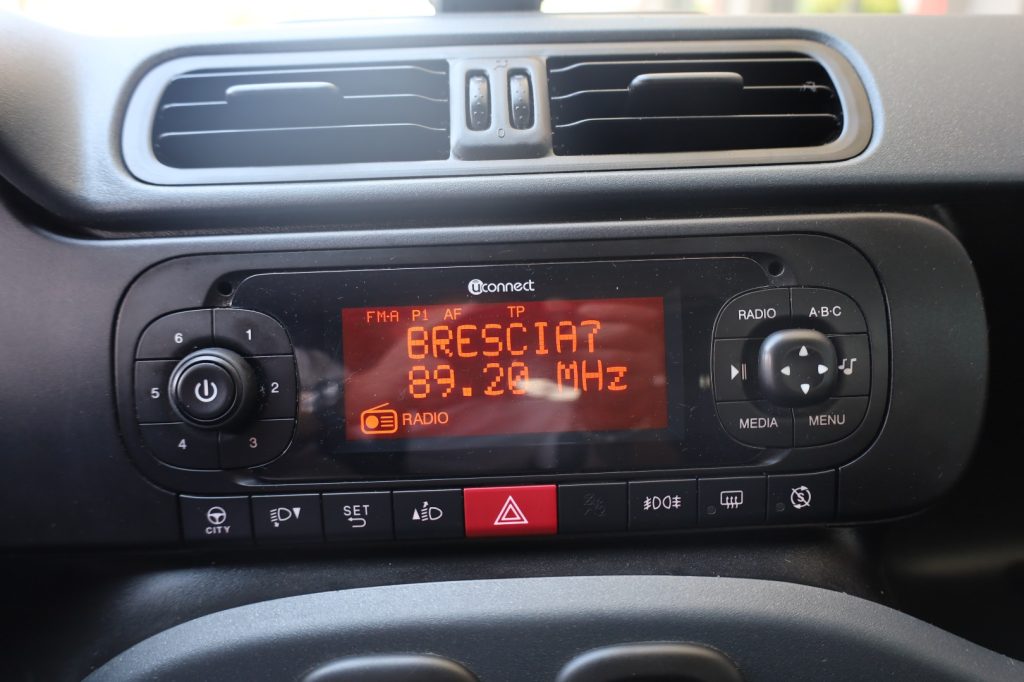 uconnect
FM-A P1 AF TP
BRESCIA7
89.20 MHz
RADIO
6 1
5 2
4 3
RADIO A·B·C
MEDIA MENU
CITY
SET
0